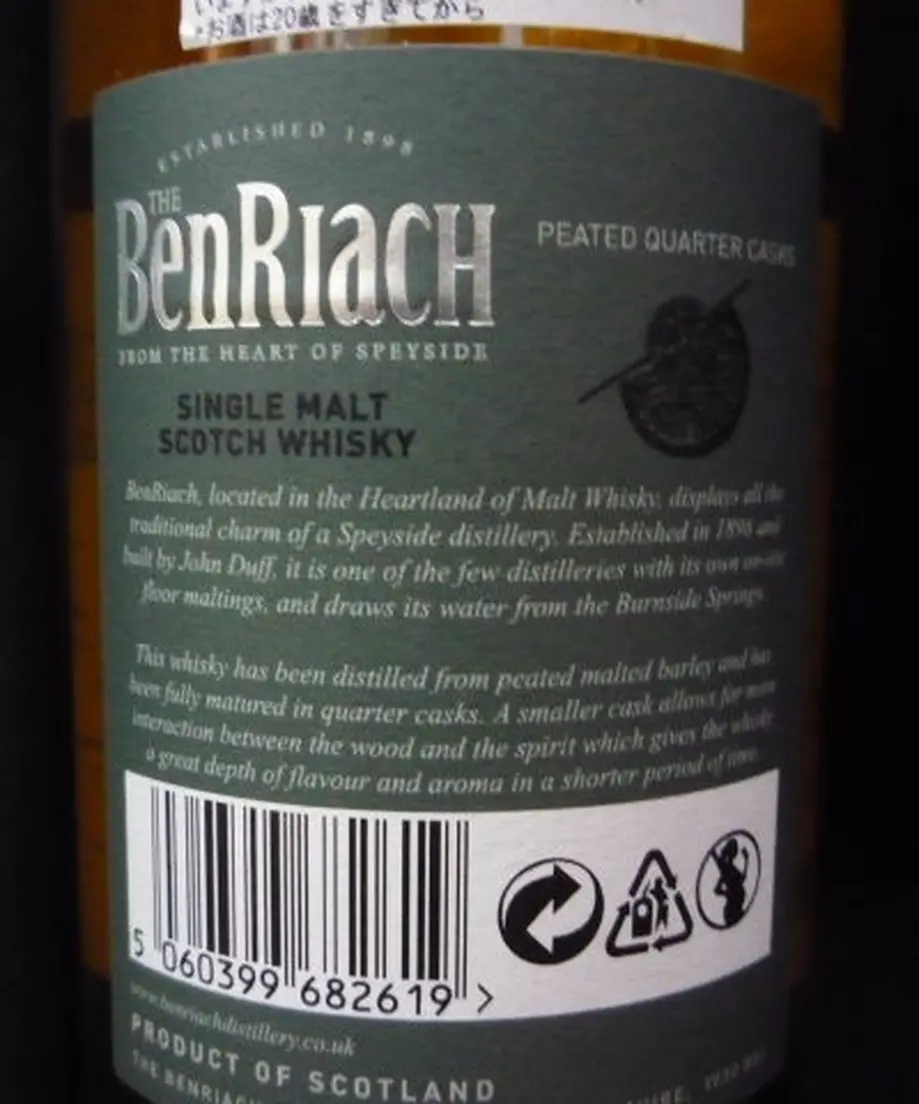 お酒は20歳をすぎてから
ESTABLISHED 1898
THE
BENRIACH
FROM THE HEART OF SPEYSIDE
PEATED QUARTER CASKS
SINGLE MALT
SCOTCH WHISKY
BenRiach, located in the Heartland of Malt Whisky, displays all the
traditional charm of a Speyside distillery. Established in 1898 and
built by John Duff, it is one of the few distilleries with its own on-site
floor maltings, and draws its water from the Burnside Springs.
This whisky has been distilled from peated malted barley and has
been fully matured in quarter casks. A smaller cask allows for more
interaction between the wood and the spirit which gives the whisky
a great depth of flavour and aroma in a shorter period of time.
5 060399 682619 >
www.benriachdistillery.co.uk
PRODUCT OF SCOTLAND
THE BENRIACH